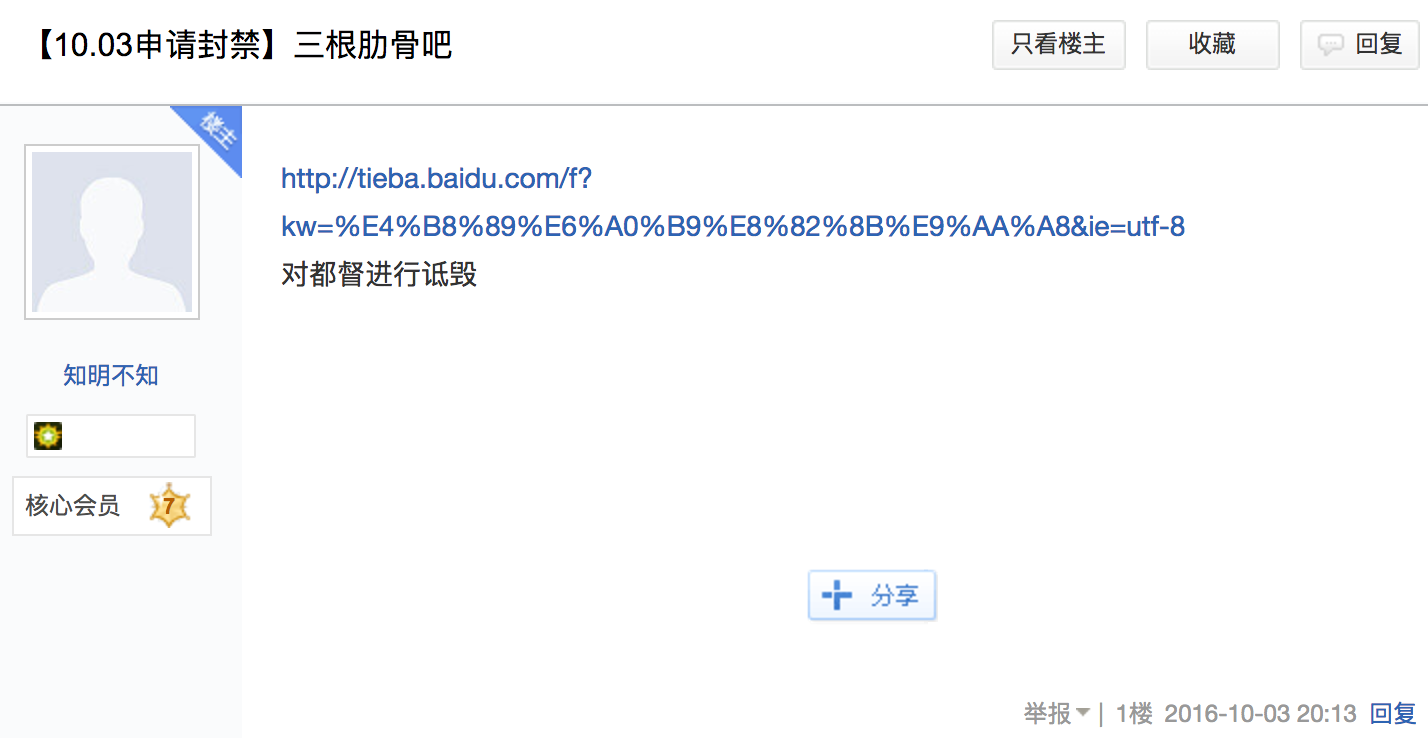 【10.03申请封禁】三根肋骨吧
只看楼主
收藏
回复
楼主
http://tieba.baidu.com/f?
kw=%E4%B8%89%E6%A0%B9%E8%82%8B%E9%AA%A8&ie=utf-8
对都督进行诋毁
知明不知
核心会员 7
分享
举报 | 1楼 2016-10-03 20:13 回复